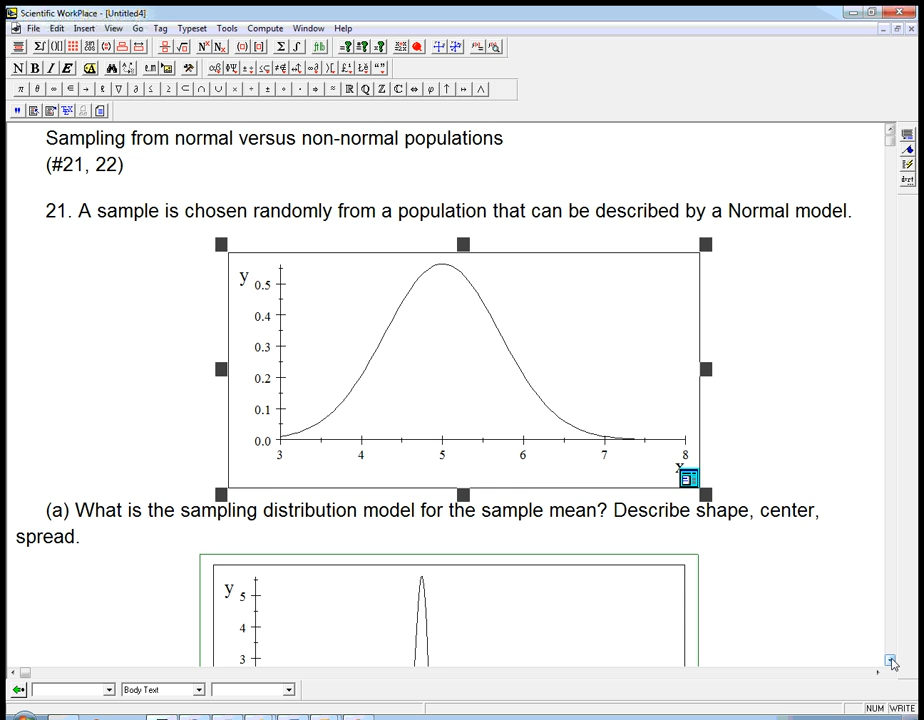 Scientific WorkPlace - [Untitled4]
File Edit Insert View Go Tag Typeset Tools Compute Window Help
Sampling from normal versus non-normal populations
(#21, 22)
21. A sample is chosen randomly from a population that can be described by a Normal model.
y
0.5
0.4
0.3
0.2
0.1
0.0
3 4 5 6 7 8
x
(a) What is the sampling distribution model for the sample mean? Describe shape, center,
spread.
y
5
4
3
Body Text
NUM WRITE